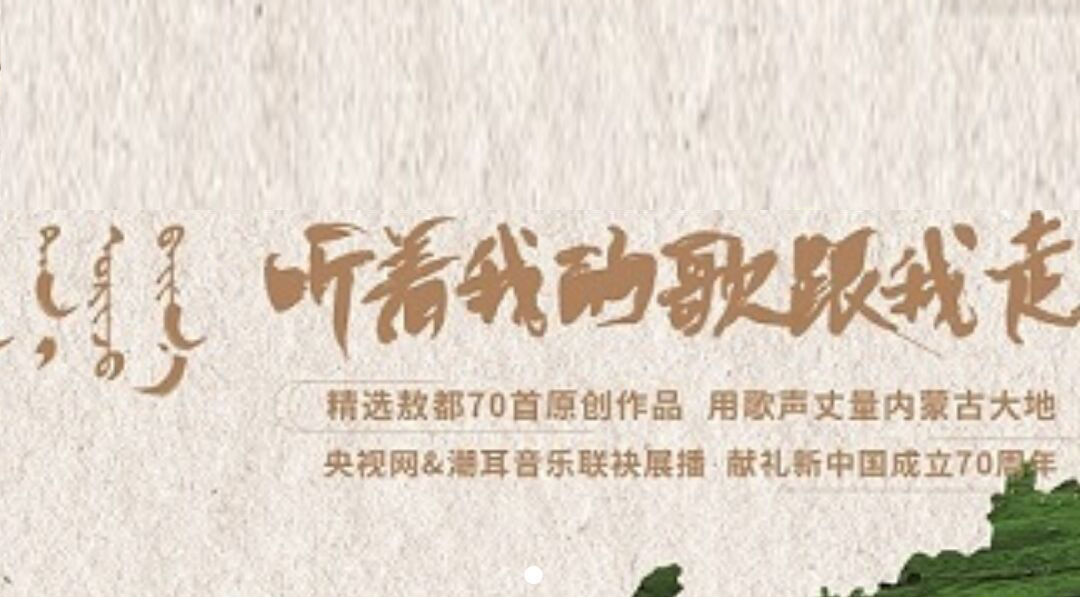 听着我的歌跟我走
精选敖都70首原创作品 用歌声丈量内蒙古大地
央视网&潮耳音乐联袂展播·献礼新中国成立70周年